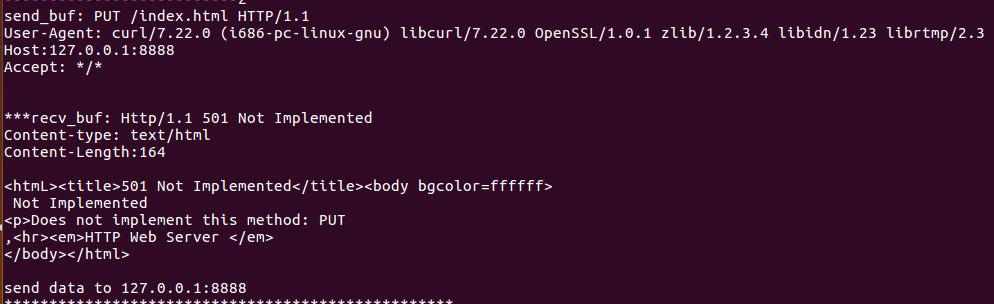 ***************************2
send_buf: PUT /index.html HTTP/1.1
User-Agent: curl/7.22.0 (i686-pc-linux-gnu) libcurl/7.22.0 OpenSSL/1.0.1 zlib/1.2.3.4 libidn/1.23 librtmp/2.3
Host:127.0.0.1:8888
Accept: */*
***recv_buf: Http/1.1 501 Not Implemented
Content-type: text/html
Content-Length:164
<htmL><title>501 Not Implemented</title><body bgcolor=ffffff>
Not Implemented
<p>Does not implement this method: PUT
,<hr><em>HTTP Web Server </em>
</body></html>
send data to 127.0.0.1:8888
**************************************************